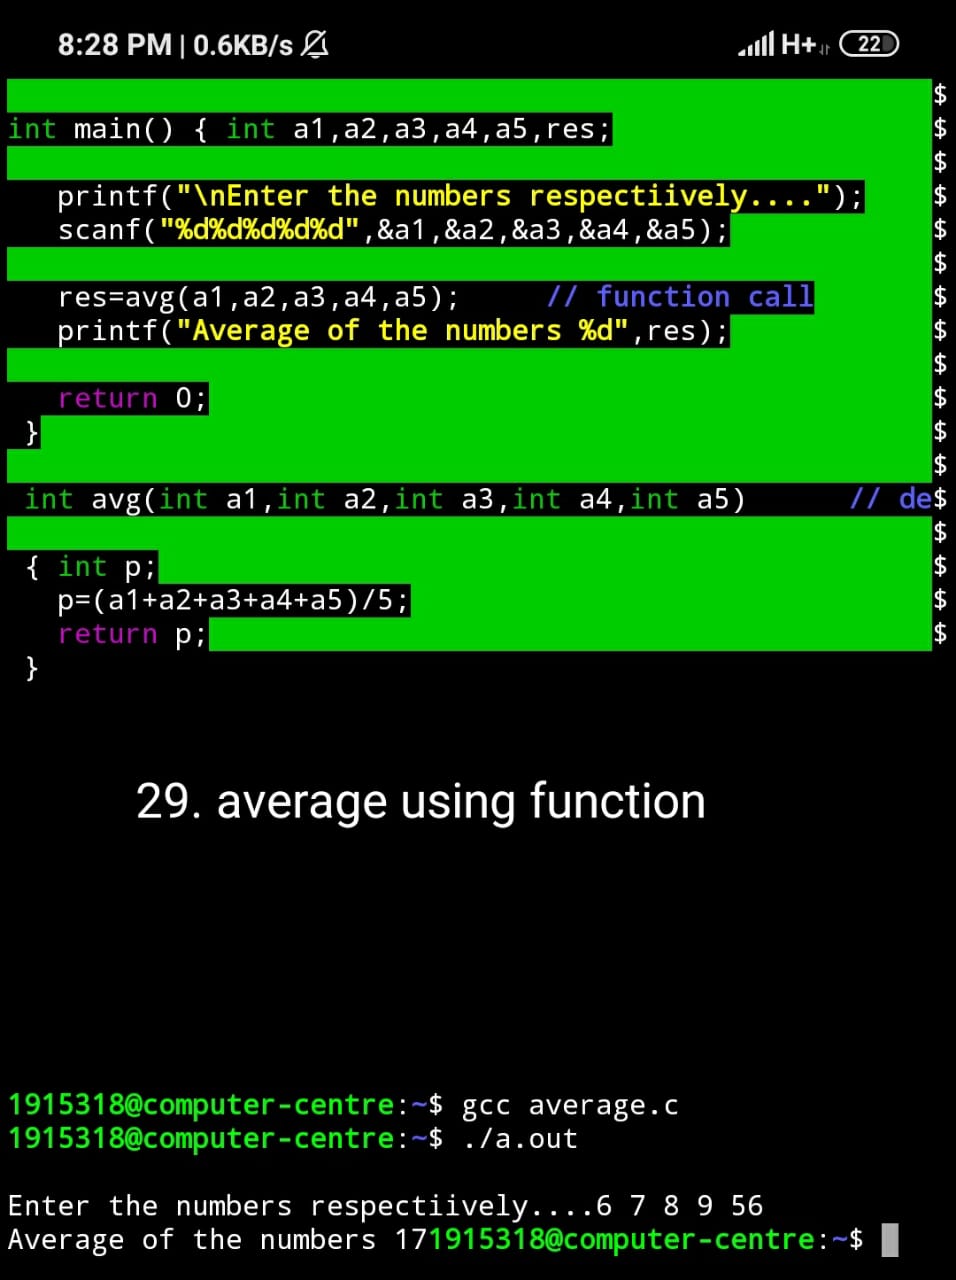 8:28 PM | 0.6KB/s H+ 22
$
int main() { int a1,a2,a3,a4,a5,res; $
$
printf("\nEnter the numbers respectiively...."); $
scanf("%d%d%d%d%d",&a1,&a2,&a3,&a4,&a5); $
$
res=avg(a1,a2,a3,a4,a5); // function call $
printf("Average of the numbers %d",res); $
$
return 0; $
} $
$
int avg(int a1,int a2,int a3,int a4,int a5) // de$
$
{ int p; $
p=(a1+a2+a3+a4+a5)/5; $
return p; $
}
29. average using function
1915318@computer-centre:~$ gcc average.c
1915318@computer-centre:~$ ./a.out
Enter the numbers respectiively....6 7 8 9 56
Average of the numbers 171915318@computer-centre:~$